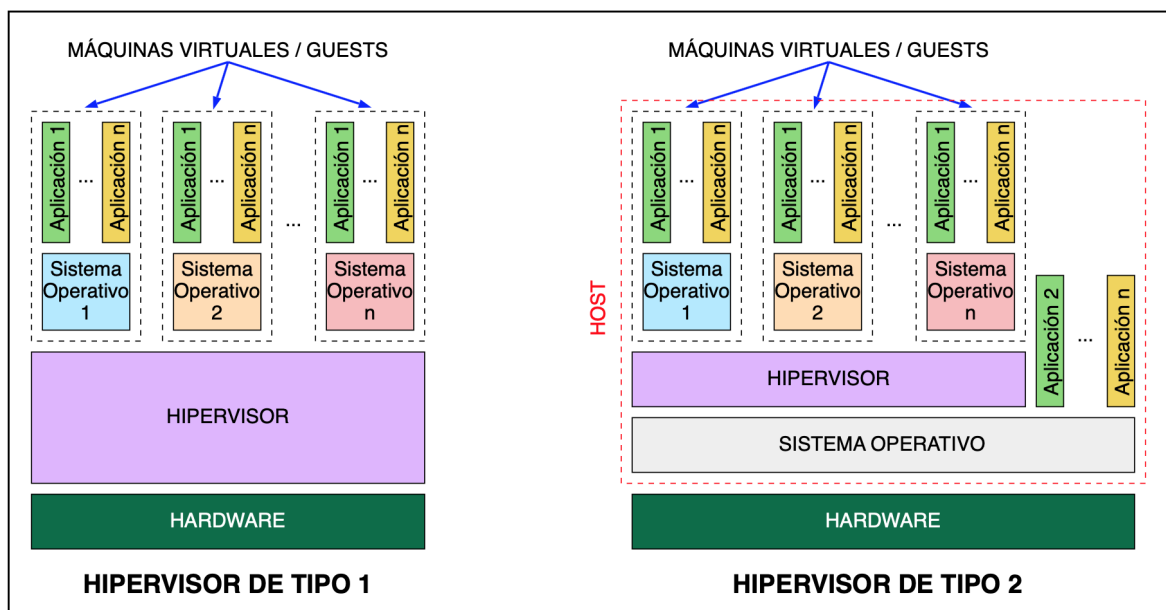 MÁQUINAS VIRTUALES / GUESTS
Aplicación 1
...
Aplicación n
Aplicación 1
...
Aplicación n
...
Aplicación 1
...
Aplicación n
Sistema
Operativo
1
Sistema
Operativo
2
Sistema
Operativo
n
HIPERVISOR
HARDWARE
HIPERVISOR DE TIPO 1
MÁQUINAS VIRTUALES / GUESTS
HOST
Aplicación 1
...
Aplicación n
Aplicación 1
...
Aplicación n
...
Aplicación 1
...
Aplicación n
Sistema
Operativo
1
Sistema
Operativo
2
Sistema
Operativo
n
Aplicación 2
...
Aplicación n
HIPERVISOR
SISTEMA OPERATIVO
HARDWARE
HIPERVISOR DE TIPO 2